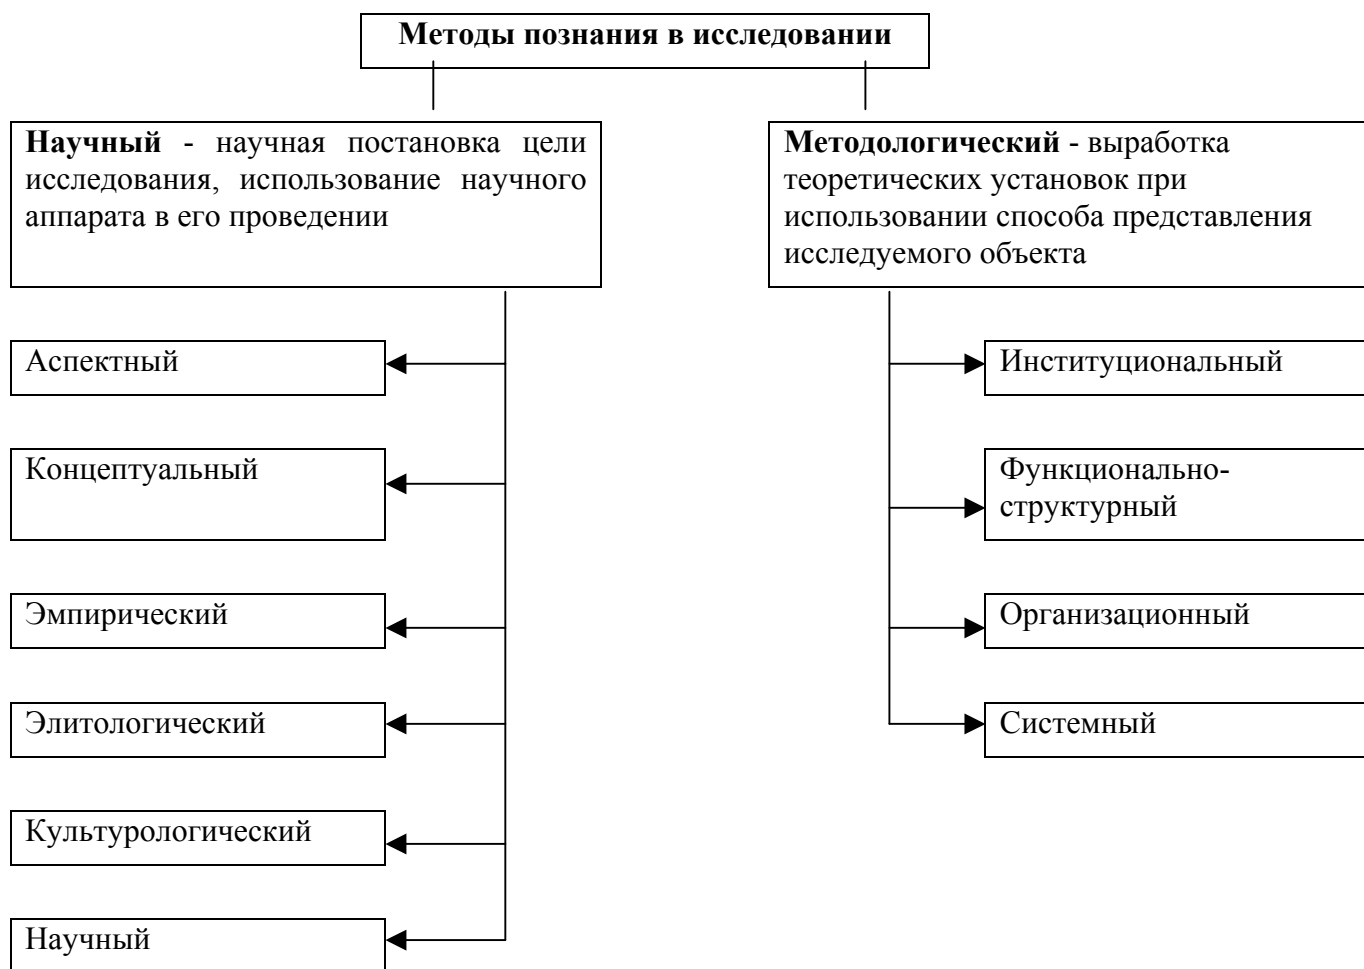 Методы познания в исследовании
Научный - научная постановка цели
исследования, использование научного
аппарата в его проведении
Методологический - выработка
теоретических установок при
использовании способа представления
исследуемого объекта
Аспектный
Концептуальный
Эмпирический
Элитологический
Культурологический
Научный
Институциональный
Функционально-
структурный
Организационный
Системный